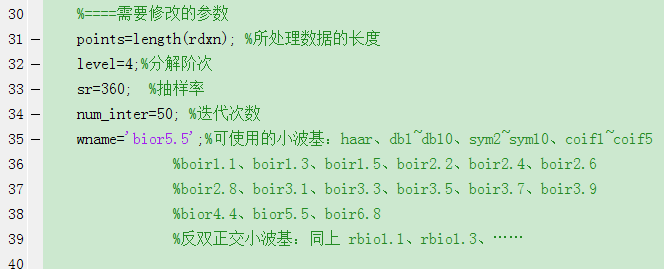 30 %====需要修改的参数
31 — points=length(rdxn); %所处理数据的长度
32 — level=4;%分解阶次
33 — sr=360; %抽样率
34 — num_inter=50; %迭代次数
35 — wname='bior5.5';%可使用的小波基：haar、db1~db10、sym2~sym10、coif1~coif5
36 %boir1.1、boir1.3、boir1.5、boir2.2、boir2.4、boir2.6
37 %boir2.8、boir3.1、boir3.3、boir3.5、boir3.7、boir3.9
38 %bior4.4、bior5.5、boir6.8
39 %反双正交小波基：同上 rbio1.1、rbio1.3、……
40